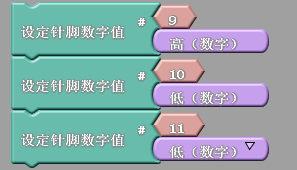 设定针脚数字值 # 9
高（数字）
设定针脚数字值 # 10
低（数字）
设定针脚数字值 # 11
低（数字）